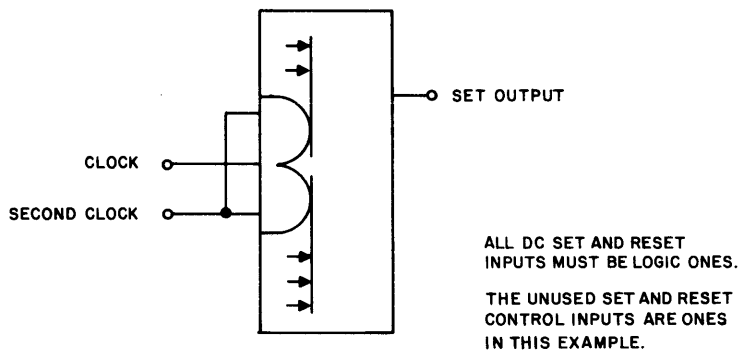 SET OUTPUT
CLOCK
SECOND CLOCK
ALL DC SET AND RESET
INPUTS MUST BE LOGIC ONES.
THE UNUSED SET AND RESET
CONTROL INPUTS ARE ONES
IN THIS EXAMPLE.